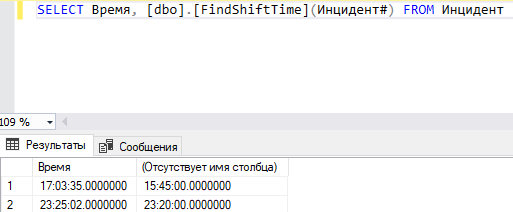 SELECT Время, [dbo].[FindShiftTime](Инцидент#) FROM Инцидент
109 %
Результаты Сообщения
Время (Отсутствует имя столбца)
1 17:03:35.0000000 15:45:00.0000000
2 23:25:02.0000000 23:20:00.0000000